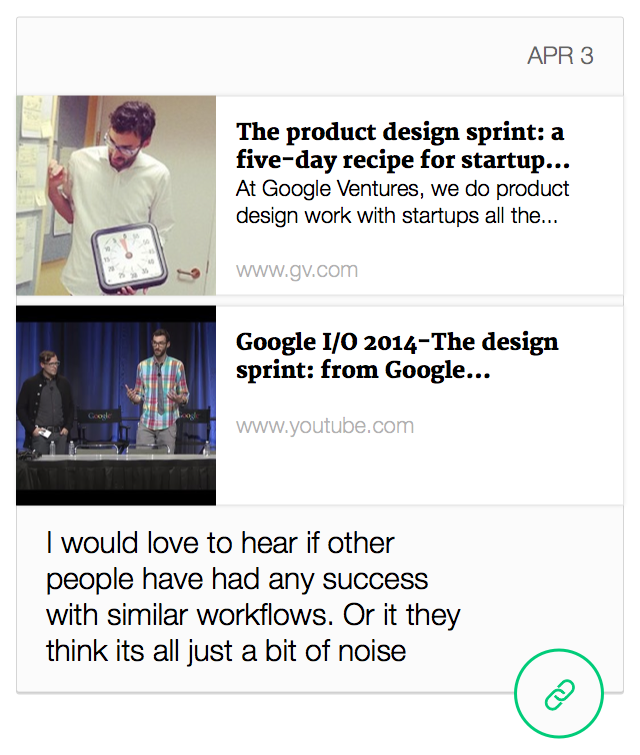 APR 3
The product design sprint: a
five-day recipe for startup...
At Google Ventures, we do product
design work with startups all the...
www.gv.com
Google I/O 2014-The design
sprint: from Google...
www.youtube.com
I would love to hear if other
people have had any success
with similar workflows. Or it they
think its all just a bit of noise